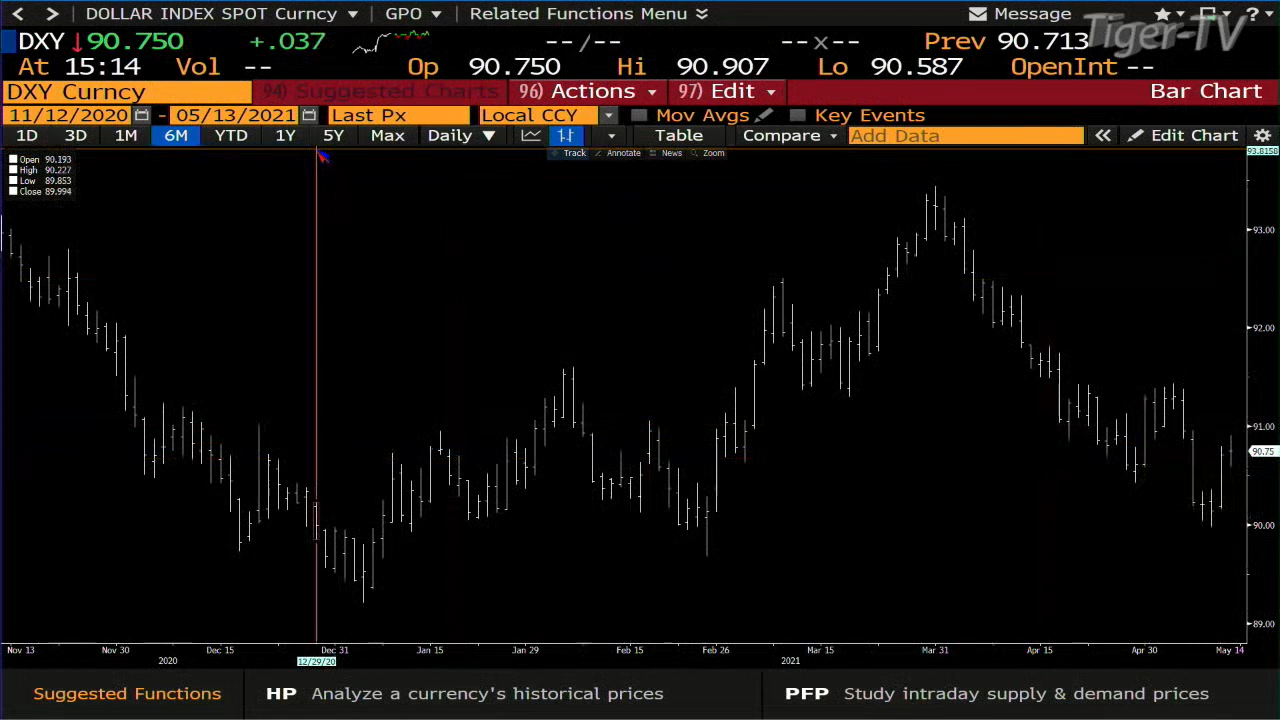 DOLLAR INDEX SPOT Curncy GPO Related Functions Menu Message ?
DXY 90.750 +.037 --/-- --x-- Prev 90.713 Tiger-TV
At 15:14 Vol -- Op 90.750 Hi 90.907 Lo 90.587 OpenInt --
DXY Curncy 94) Suggested Charts 96) Actions 97) Edit Bar Chart
11/12/2020 - 05/13/2021 Last Px Local CCY Mov Avgs Key Events
1D 3D 1M 6M YTD 1Y 5Y Max Daily Table Compare Add Data Edit Chart
Track Annotate News Zoom
93.8158
Open 90.193
High 90.227
Low 89.853
Close 89.994
93.00
92.00
91.00
90.75
90.00
89.00
Nov 13 Nov 30 Dec 15 Dec 31 Jan 15 Jan 29 Feb 15 Feb 26 Mar 15 Mar 31 Apr 15 Apr 30 May 14
2020 12/29/20 2021
Suggested Functions HP Analyze a currency's historical prices PFP Study intraday supply & demand prices